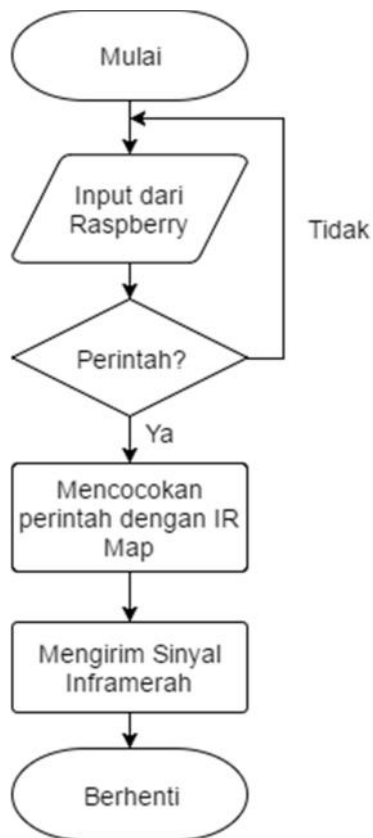 Mulai
Input dari
Raspberry
Tidak
Perintah?
Ya
Mencocokan
perintah dengan IR
Map
Mengirim Sinyal
Inframerah
Berhenti